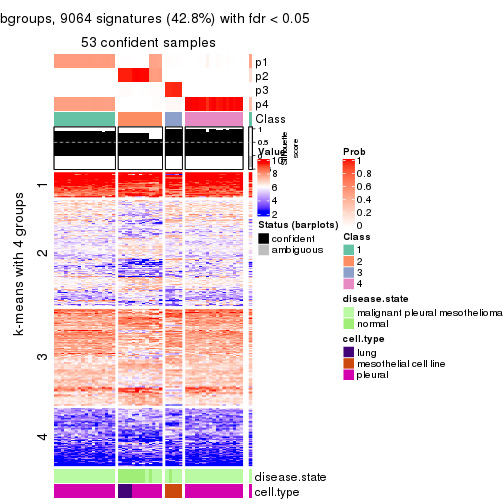 bgroups, 9064 signatures (42.8%) with fdr < 0.05
53 confident samples
p1
p2
p3
p4
Class
1
0.5
0
Silhouette
score
k-means with 4 groups
1
2
3
4
disease.state
cell.type
Value
10
8
6
4
2
Status (barplots)
confident
ambiguous
Prob
1
0.8
0.6
0.4
0.2
0
Class
1
2
3
4
disease.state
malignant pleural mesothelioma
normal
cell.type
lung
mesothelial cell line
pleural